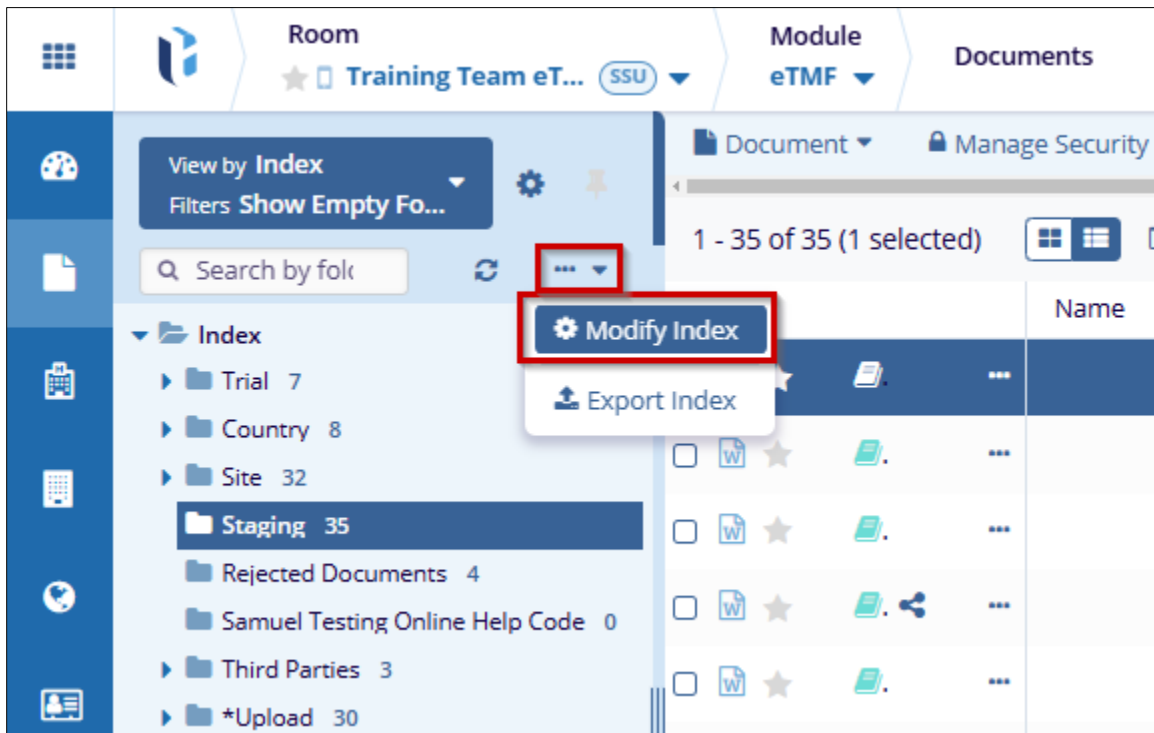 Room
Training Team eT... SSU
Module
eTMF
Documents
View by Index
Filters Show Empty Fo...
Document
Manage Security
1 - 35 of 35 (1 selected)
Search by fol
Modify Index
Export Index
Name
Index
Trial 7
Country 8
Site 32
Staging 35
Rejected Documents 4
Samuel Testing Online Help Code 0
Third Parties 3
*Upload 30